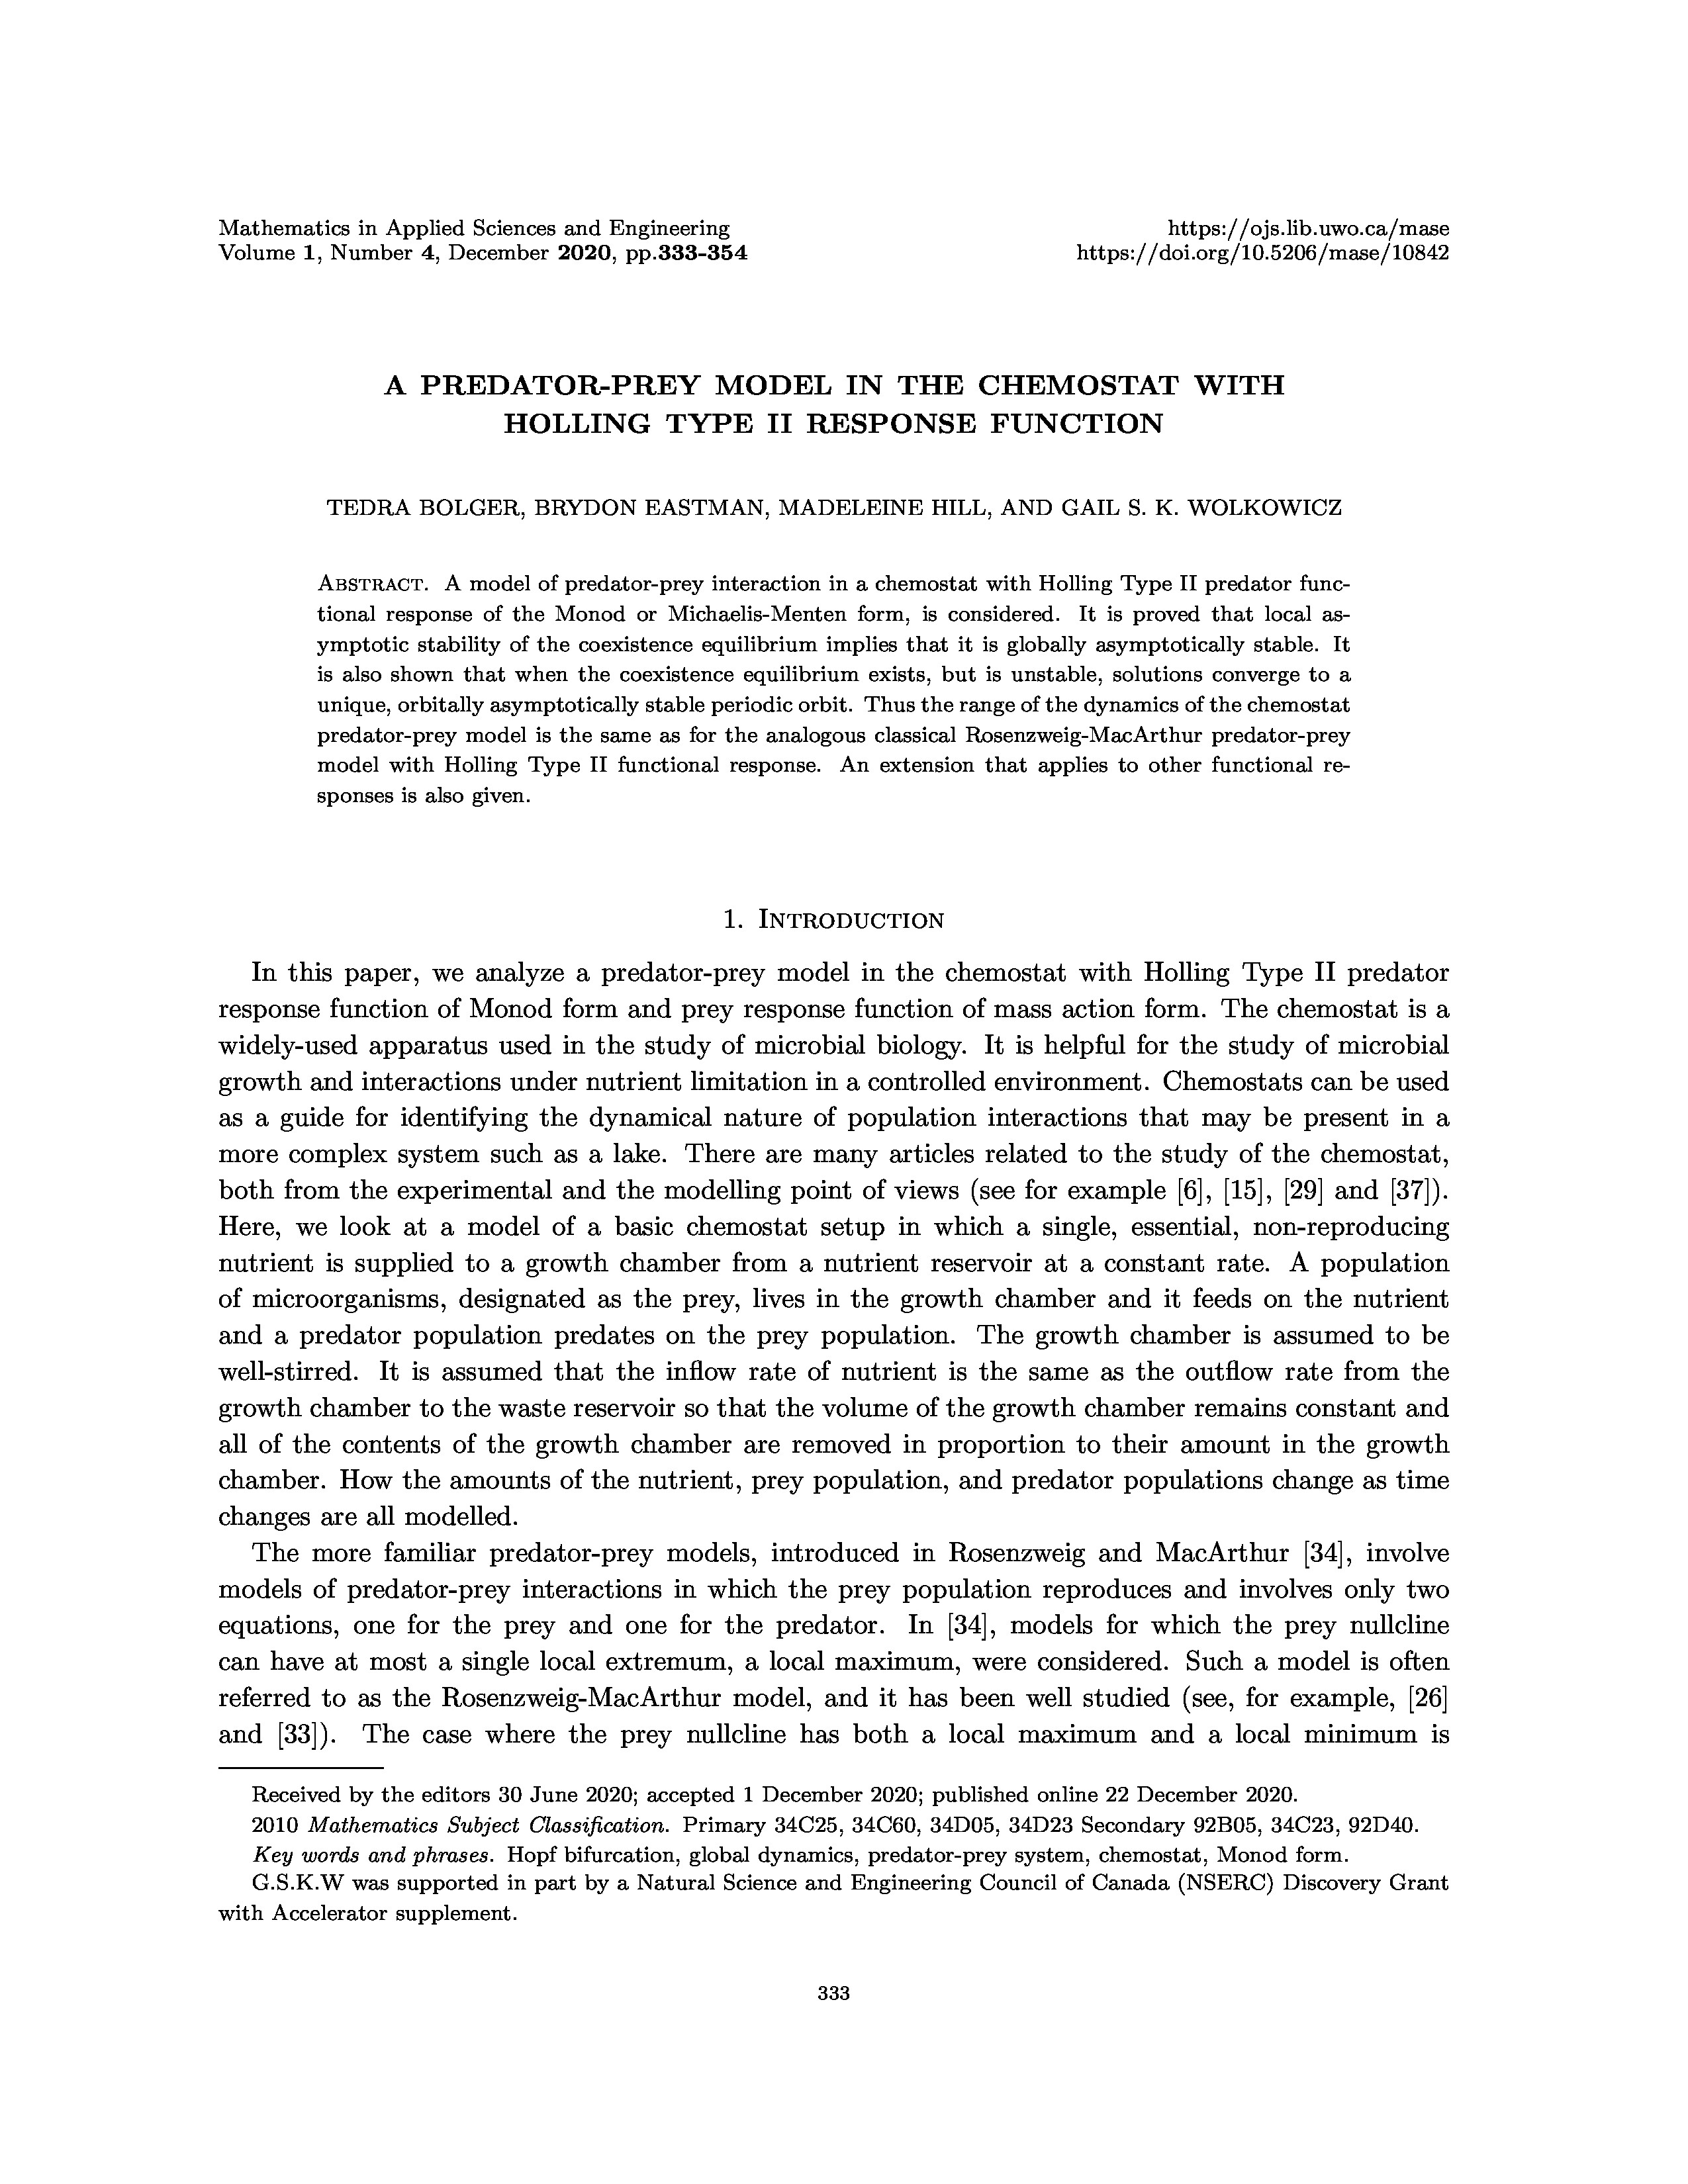 Mathematics in Applied Sciences and Engineering
https://ojs.lib.uwo.ca/mase
Volume 1, Number 4, December 2020, pp.333-354
https://doi.org/10.5206/mase/10842
A PREDATOR-PREY MODEL IN THE CHEMOSTAT WITH
HOLLING TYPE II RESPONSE FUNCTION
TEDRA BOLGER, BRYDON EASTMAN, MADELEINE HILL, AND GAIL S. K. WOLKOWICZ
ABSTRACT. A model of predator-prey interaction in a chemostat with Holling Type II predator func-
tional response of the Monod or Michaelis-Menten form, is considered. It is proved that local as-
ymptotic stability of the coexistence equilibrium implies that it is globally asymptotically stable. It
is also shown that when the coexistence equilibrium exists, but is unstable, solutions converge to a
unique, orbitally asymptotically stable periodic orbit. Thus the range of the dynamics of the chemostat
predator-prey model is the same as for the analogous classical Rosenzweig-MacArthur predator-prey
model with Holling Type II functional response. An extension that applies to other functional re-
sponses is also given.
1. INTRODUCTION
In this paper, we analyze a predator-prey model in the chemostat with Holling Type II predator
response function of Monod form and prey response function of mass action form. The chemostat is a
widely-used apparatus used in the study of microbial biology. It is helpful for the study of microbial
growth and interactions under nutrient limitation in a controlled environment. Chemostats can be used
as a guide for identifying the dynamical nature of population interactions that may be present in a
more complex system such as a lake. There are many articles related to the study of the chemostat,
both from the experimental and the modelling point of views (see for example [6], [15], [29] and [37]).
Here, we look at a model of a basic chemostat setup in which a single, essential, non-reproducing
nutrient is supplied to a growth chamber from a nutrient reservoir at a constant rate. A population
of microorganisms, designated as the prey, lives in the growth chamber and it feeds on the nutrient
and a predator population predates on the prey population. The growth chamber is assumed to be
well-stirred. It is assumed that the inflow rate of nutrient is the same as the outflow rate from the
growth chamber to the waste reservoir so that the volume of the growth chamber remains constant and
all of the contents of the growth chamber are removed in proportion to their amount in the growth
chamber. How the amounts of the nutrient, prey population, and predator populations change as time
changes are all modelled.
The more familiar predator-prey models, introduced in Rosenzweig and MacArthur [34], involve
models of predator-prey interactions in which the prey population reproduces and involves only two
equations, one for the prey and one for the predator. In [34], models for which the prey nullcline
can have at most a single local extremum, a local maximum, were considered. Such a model is often
referred to as the Rosenzweig-MacArthur model, and it has been well studied (see, for example, [26]
and [33]). The case where the prey nullcline has both a local maximum and a local minimum is
Received by the editors 30 June 2020; accepted 1 December 2020; published online 22 December 2020.
2010 Mathematics Subject Classification. Primary 34C25, 34C60, 34D05, 34D23 Secondary 92B05, 34C23, 92D40.
Key words and phrases. Hopf bifurcation, global dynamics, predator-prey system, chemostat, Monod form.
G.S.K.W was supported in part by a Natural Science and Engineering Council of Canada (NSERC) Discovery Grant
with Accelerator supplement.
333